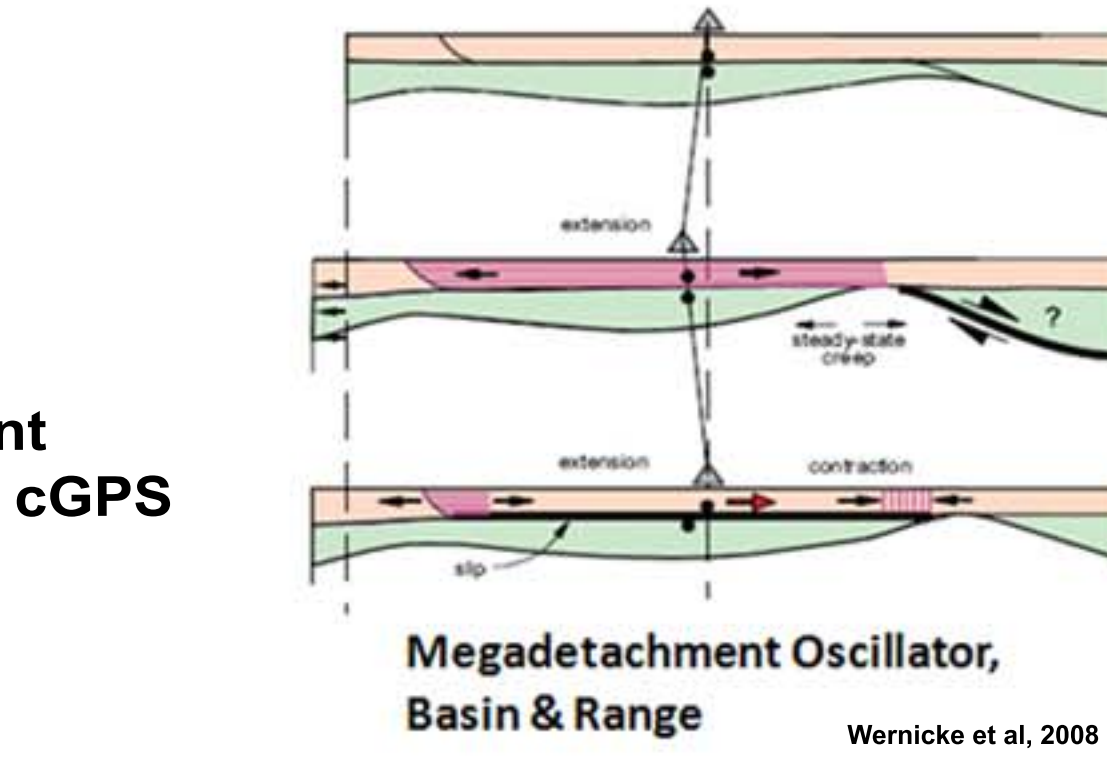 extension
?
steady-state
creep
nt
cGPS
extension
contraction
slip
Megadetachment Oscillator,
Basin & Range
Wernicke et al, 2008